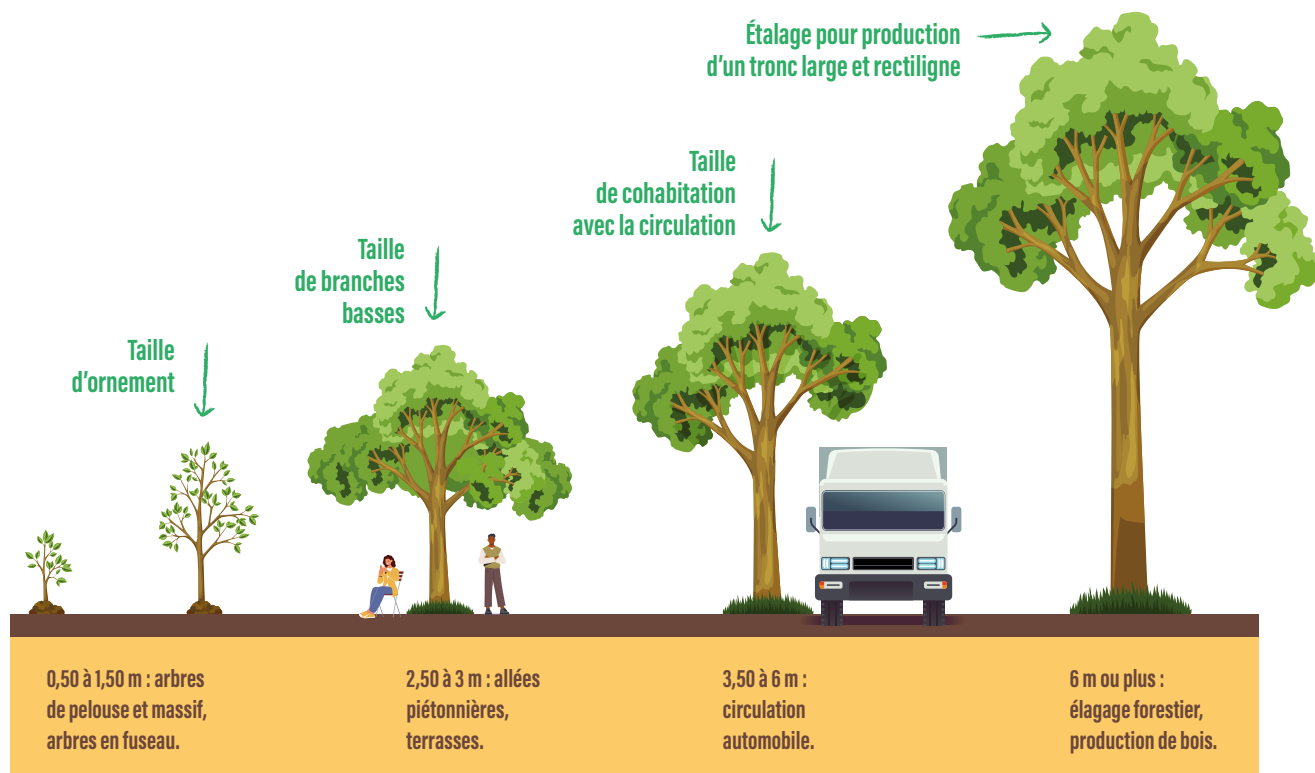 Étalage pour production
d'un tronc large et rectiligne
Taille
de cohabitation
avec la circulation
Taille
de branches
basses
Taille
d'ornement
0,50 à 1,50 m : arbres
de pelouse et massif,
arbres en fuseau.
2,50 à 3 m : allées
piétonnières,
terrasses.
3,50 à 6 m :
circulation
automobile.
6 m ou plus :
élagage forestier,
production de bois.